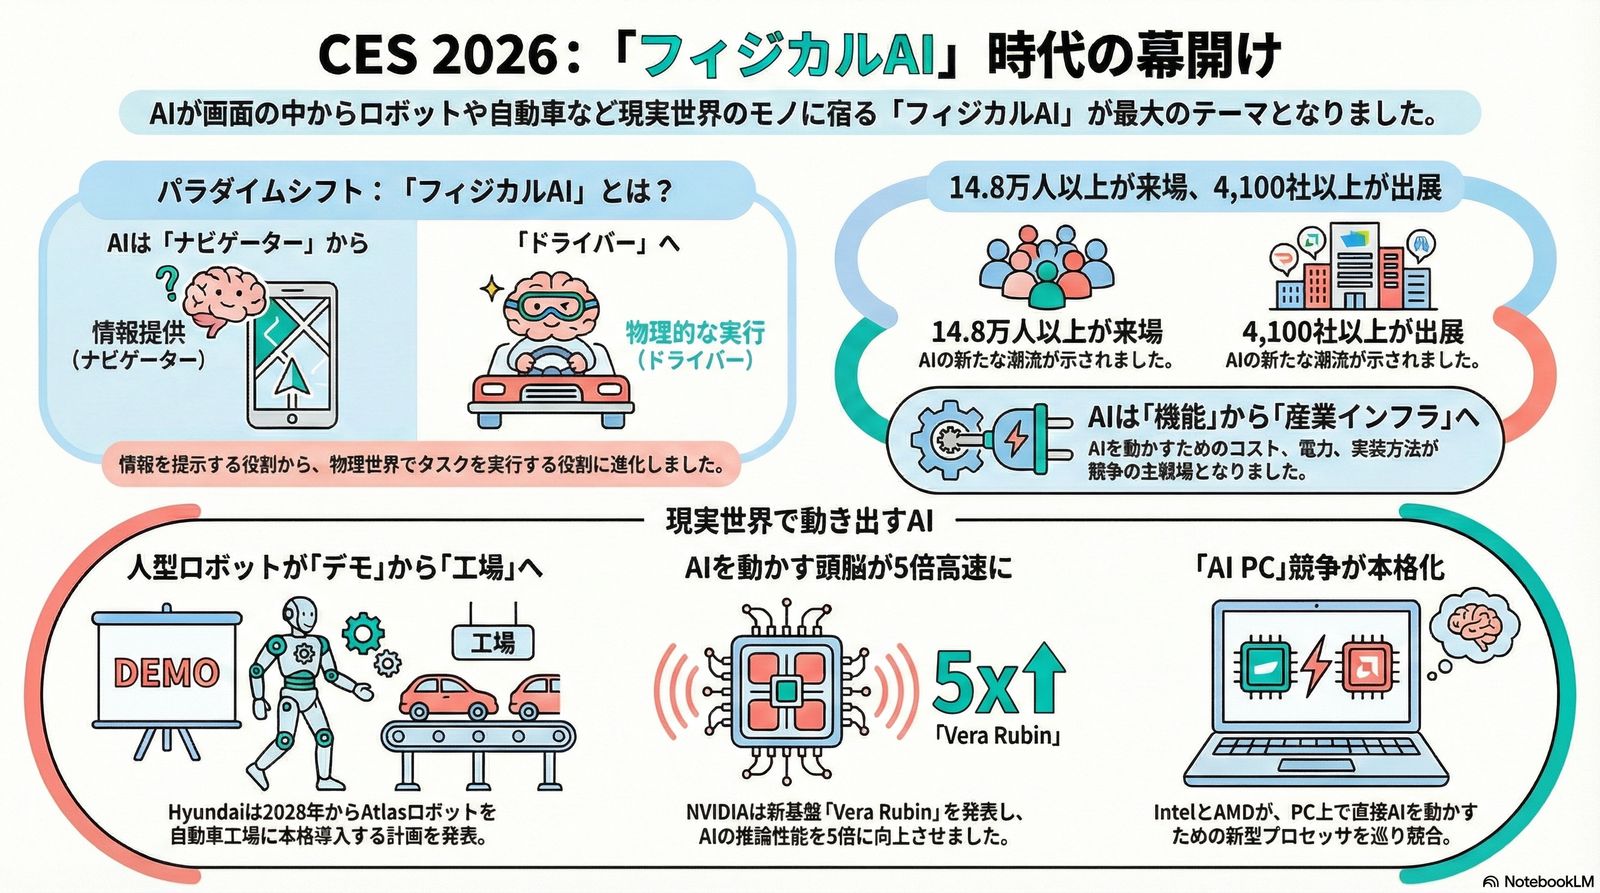 CES 2026：「フィジカルAI」時代の幕開け
AIが画面の中からロボットや自動車など現実世界のモノに宿る「フィジカルAI」が最大のテーマとなりました。
パラダイムシフト：「フィジカルAI」とは？
AIは「ナビゲーター」から
「ドライバー」へ
?
情報提供
（ナビゲーター）
物理的な実行
（ドライバー）
情報を提示する役割から、物理世界でタスクを実行する役割に進化しました。
14.8万人以上が来場、4,100社以上が出展
14.8万人以上が来場
AIの新たな潮流が示されました。
4,100社以上が出展
AIの新たな潮流が示されました。
AIは「機能」から「産業インフラ」へ
AIを動かすためのコスト、電力、実装方法が
競争の主戦場となりました。
現実世界で動き出すAI
人型ロボットが「デモ」から「工場」へ
DEMO
工場
Hyundaiは2028年からAtlasロボットを
自動車工場に本格導入する計画を発表。
AIを動かす頭脳が5倍高速に
5x
「Vera Rubin」
NVIDIAは新基盤「Vera Rubin」を発表し、
AIの推論性能を5倍に向上させました。
「AI PC」競争が本格化
IntelとAMDが、PC上で直接AIを動かす
ための新型プロセッサを巡り競合。
NotebookLM